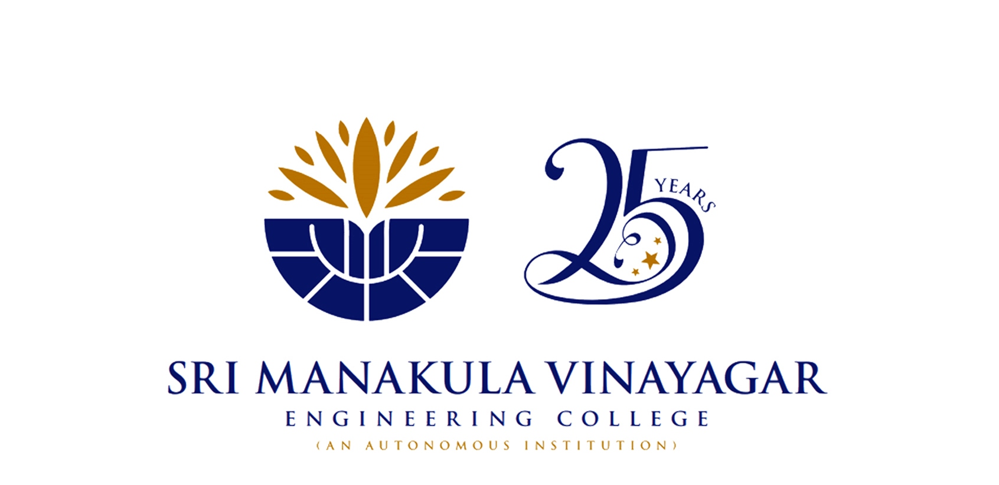 25
YEARS
SRI MANAKULA VINAYAGAR
ENGINEERING COLLEGE
(AN AUTONOMOUS INSTITUTION)